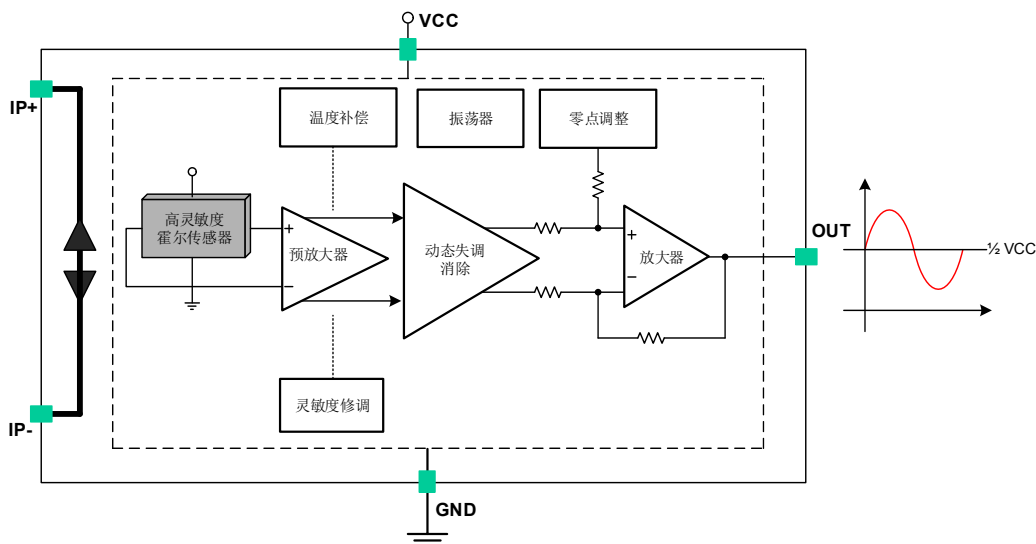 VCC
IP+
温度补偿
振荡器
零点调整
高灵敏度
霍尔传感器
+
−
预放大器
动态失调
消除
+
−
放大器
OUT
½ VCC
灵敏度修调
IP-
GND